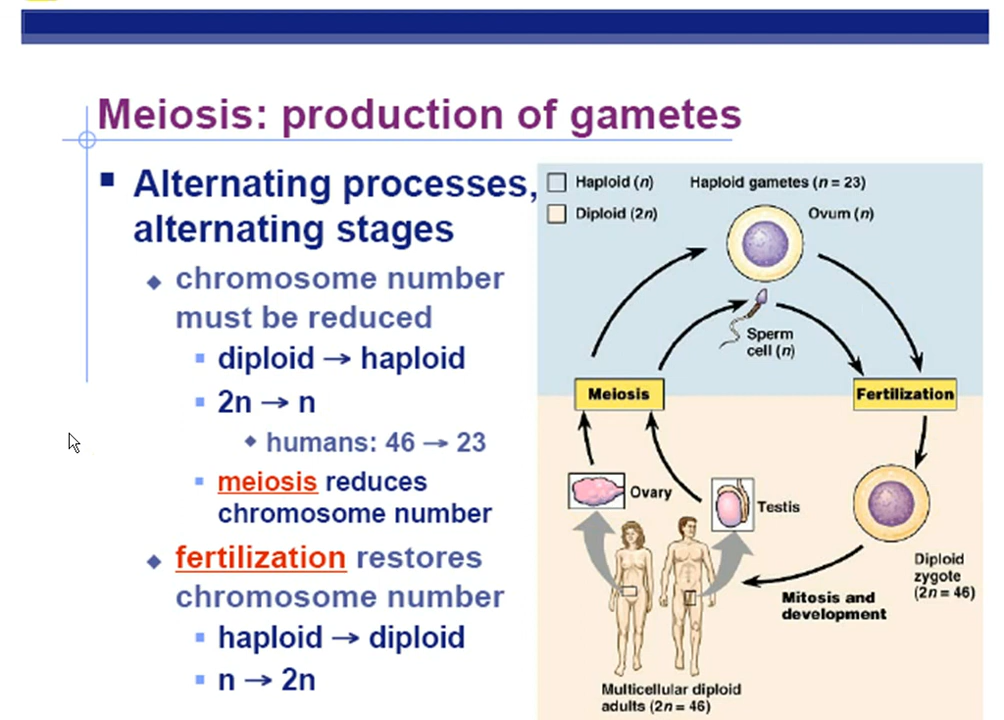 Meiosis: production of gametes
Alternating processes,
alternating stages
chromosome number
must be reduced
diploid → haploid
2n → n
humans: 46 → 23
meiosis reduces
chromosome number
fertilization restores
chromosome number
haploid → diploid
n → 2n
Haploid (n)
Diploid (2n)
Haploid gametes (n = 23)
Ovum (n)
Sperm
cell (n)
Meiosis
Fertilization
Ovary
Testis
Diploid
zygote
(2n = 46)
Mitosis and
development
Multicellular diploid
adults (2n = 46)